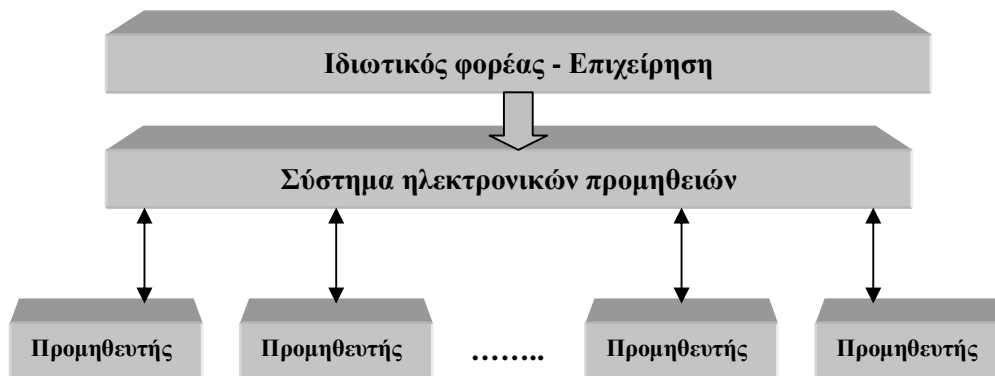 Ιδιωτικός φορέας - Επιχείρηση
Σύστημα ηλεκτρονικών προμηθειών
Προμηθευτής Προμηθευτής …….. Προμηθευτής Προμηθευτής